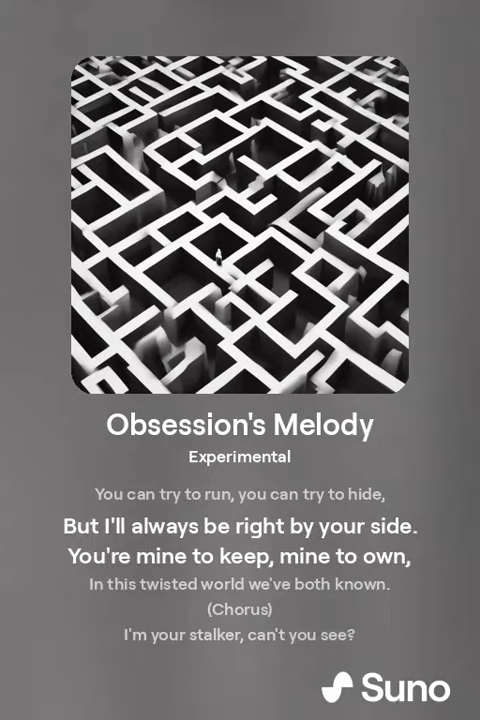 Obsession's Melody
Experimental
You can try to run, you can try to hide,
But I'll always be right by your side.
You're mine to keep, mine to own,
In this twisted world we've both known.
(Chorus)
I'm your stalker, can't you see?
Suno